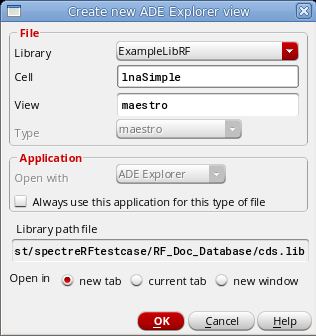 Create new ADE Explorer view
File
Library ExampleLibRF
Cell lnaSimple
View maestro
Type maestro
Application
Open with ADE Explorer
Always use this application for this type of file
Library path file
st/spectreRFtestcase/RF_Doc_Database/cds.lib
Open in new tab current tab new window
OK Cancel Help